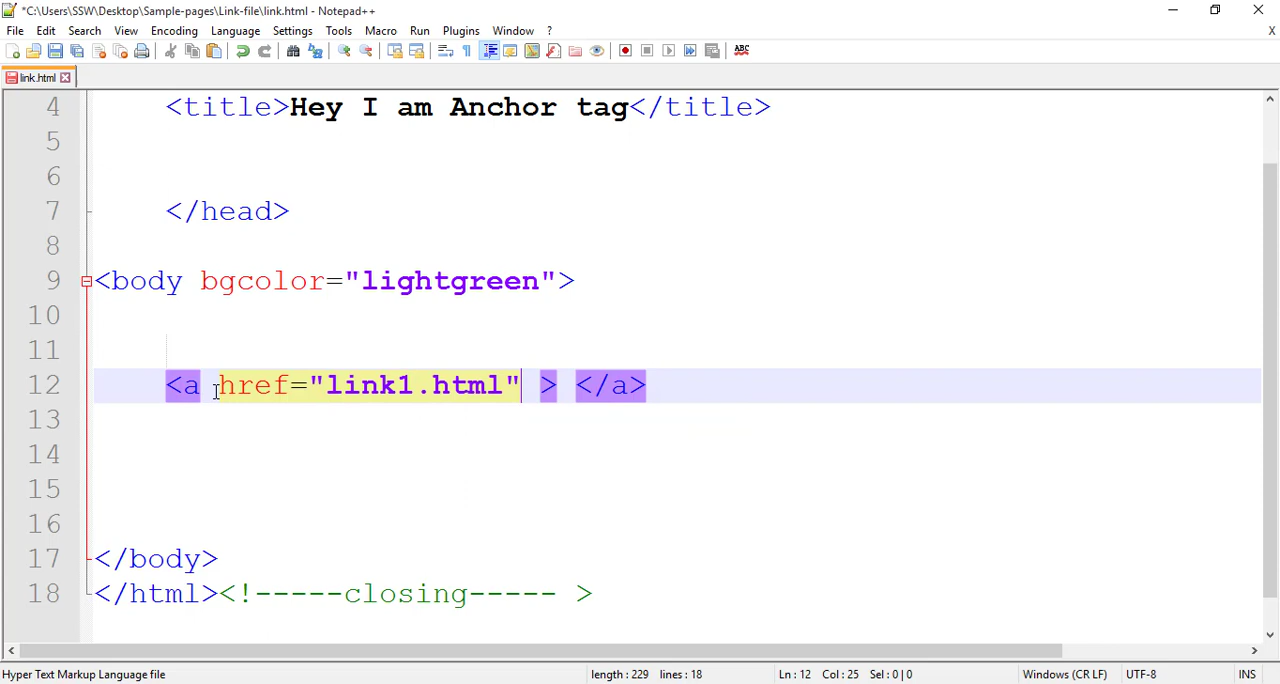 *C:\Users\SSW\Desktop\Sample-pages\Link-file\link.html - Notepad++
File Edit Search View Encoding Language Settings Tools Macro Run Plugins Window ? X
link.html
4 <title>Hey I am Anchor tag</title>
5
6
7 </head>
8
9 <body bgcolor="lightgreen">
10
11
12 <a href="link1.html" > </a>
13
14
15
16
17 </body>
18 </html><!-----closing----- >
Hyper Text Markup Language file length : 229 lines : 18 Ln : 12 Col : 25 Sel : 0 | 0 Windows (CR LF) UTF-8 INS